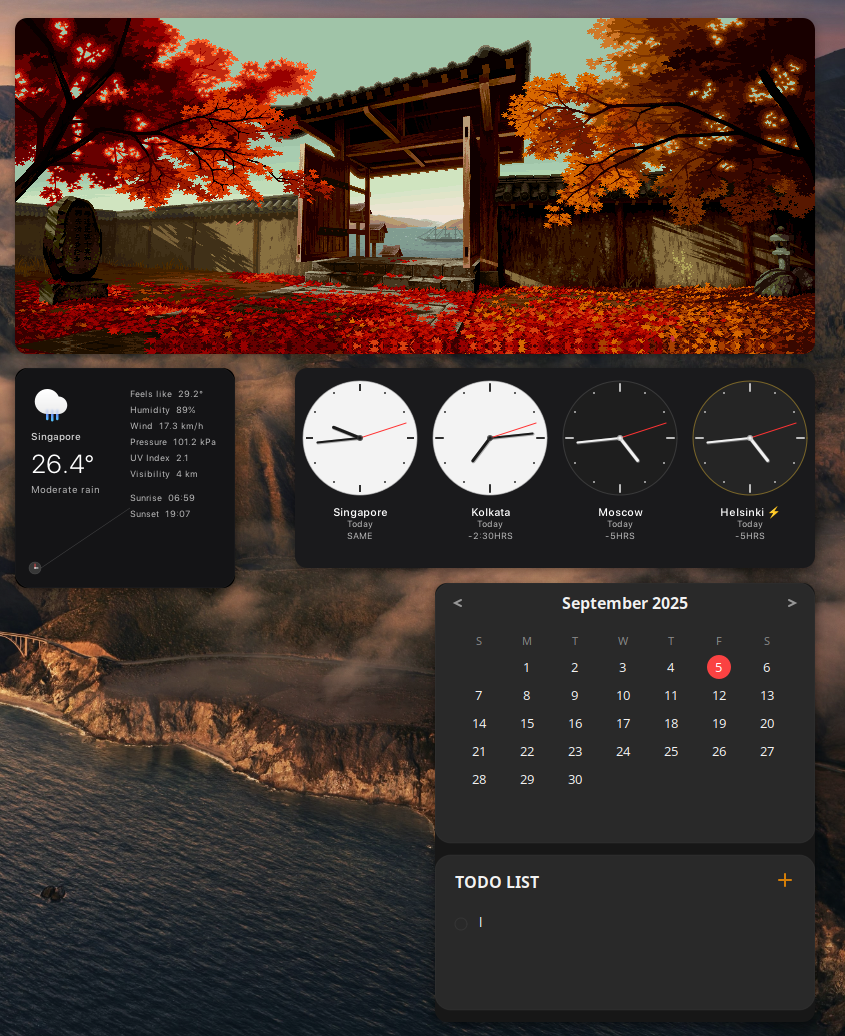 Feels like 29.2°
Humidity 89%
Wind 17.3 km/h
Pressure 101.2 kPa
UV Index 2.1
Visibility 4 km
Sunrise 06:59
Sunset 19:07
Singapore
26.4°
Moderate rain
Singapore
Today
SAME
Kolkata
Today
-2:30HRS
Moscow
Today
-5HRS
Helsinki ⚡
Today
-5HRS
< September 2025 >
S M T W T F S
1 2 3 4 5 6
7 8 9 10 11 12 13
14 15 16 17 18 19 20
21 22 23 24 25 26 27
28 29 30
TODO LIST +